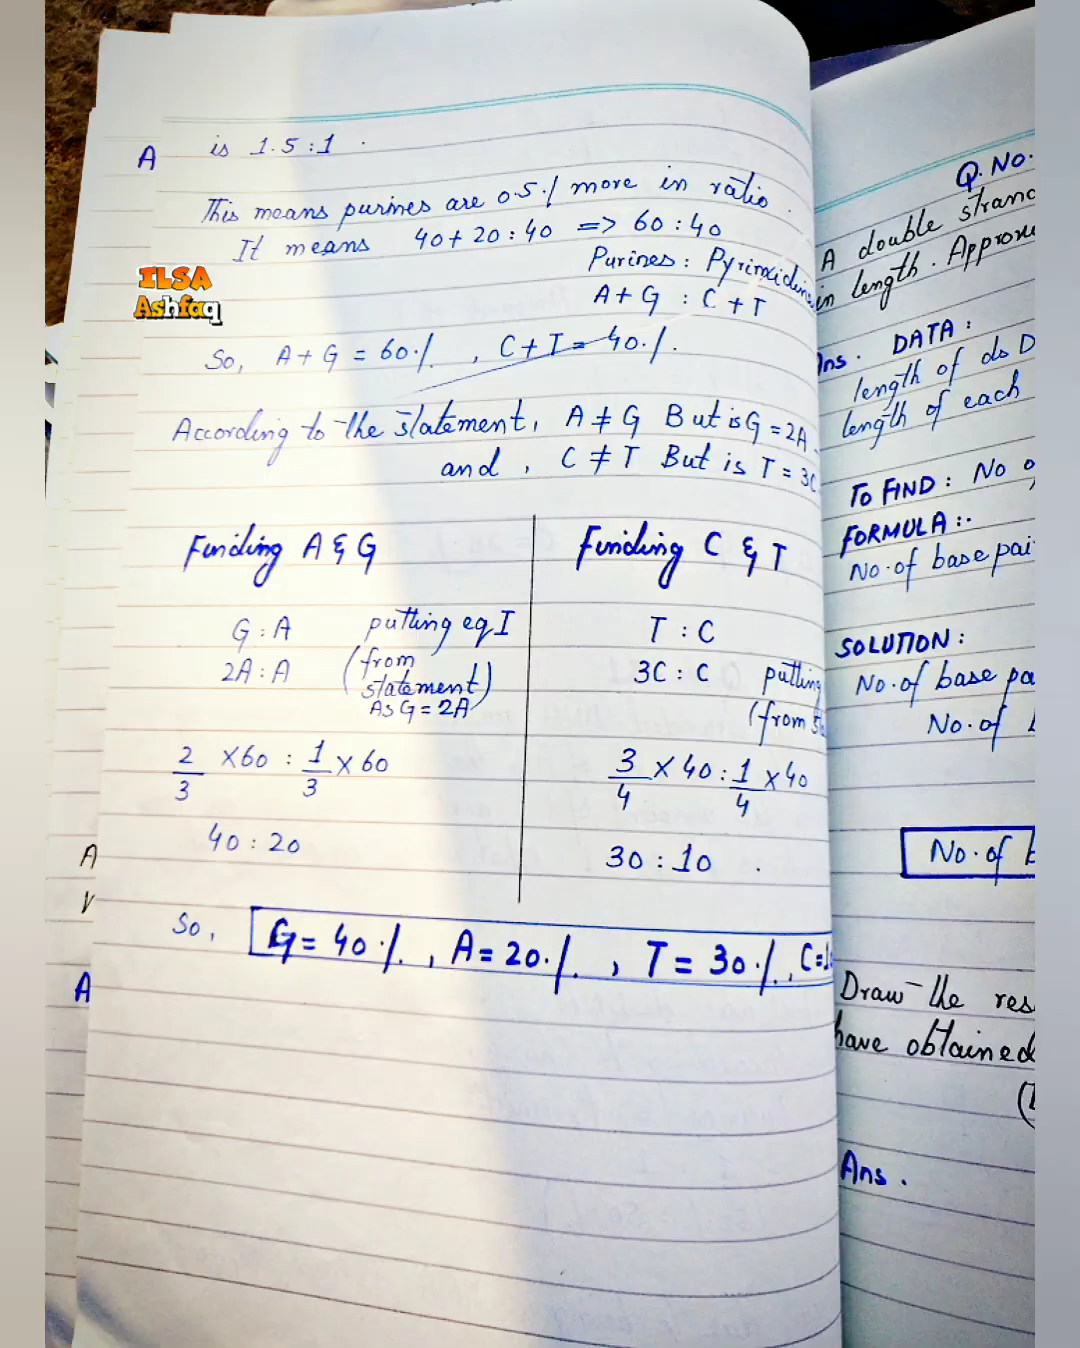 is 1.5 : 1
A
This means purines are 0.5% more in ratio.
It means 40+20 : 40 => 60 : 40
Purines : Pyrimidine
A + G : C + T
ILSA
Ashfaq
So, A + G = 60%, C + T = 40%.
According to the statement, A ≠ G But is G = 2A
and, C ≠ T But is T = 3C
Finding A & G
G : A putting eq I
2A : A (from statement)
As G = 2A
2/3 × 60 : 1/3 × 60
40 : 20
Finding C & T
T : C
3C : C putting
(from
3/4 × 40 : 1/4 × 40
30 : 10 .
So, G = 40%, A = 20%, T = 30%, C =
A
A
Q. No.
A double
in length.
Ans. DATA :
length of ds D
length of each
TO FIND : No
FORMULA :-
No. of base pai
SOLUTION :
No. of base pa
No. of
No. of
Draw the res
have obtained
Ans.